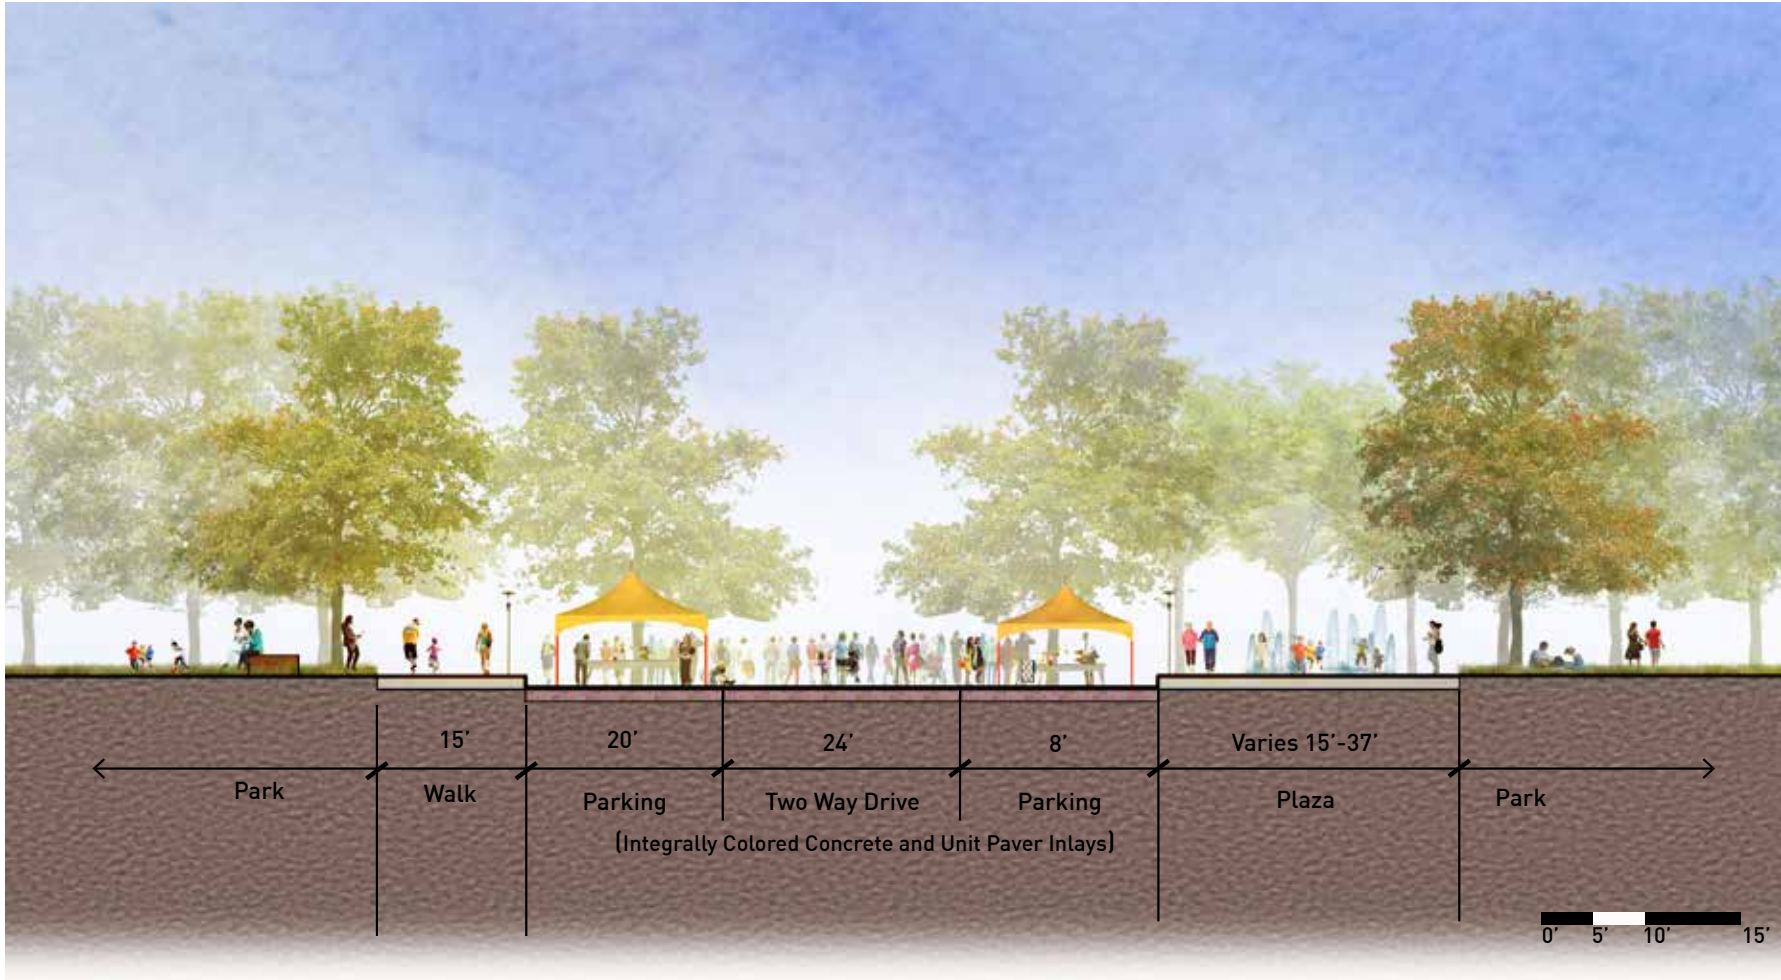 15’ 20’ 24’ 8’ Varies 15’-37’
Park Walk Parking Two Way Drive Parking Plaza Park
(Integrally Colored Concrete and Unit Paver Inlays)
0’ 5’ 10’ 15’